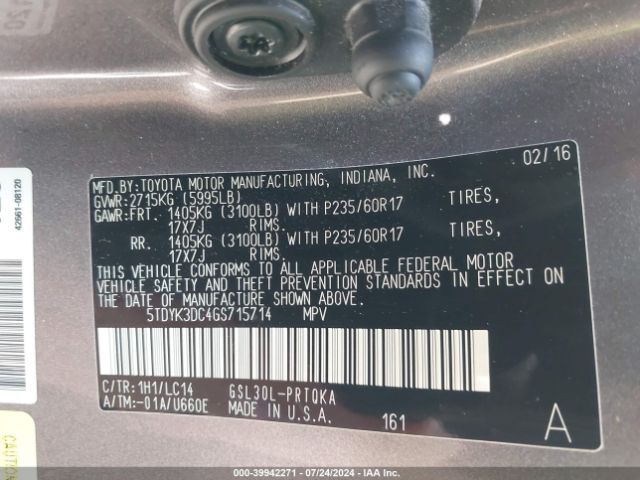 42661-08120
MFD.BY:TOYOTA MOTOR MANUFACTURING, INDIANA, INC. 02/16
GVWR:2715KG (5995LB)
GAWR:FRT. 1405KG (3100LB) WITH P235/60R17 TIRES,
17X7J RIMS.
RR. 1405KG (3100LB) WITH P235/60R17 TIRES,
17X7J RIMS.
THIS VEHICLE CONFORMS TO ALL APPLICABLE FEDERAL MOTOR
VEHICLE SAFETY AND THEFT PREVENTION STANDARDS IN EFFECT ON
THE DATE OF MANUFACTURE SHOWN ABOVE.
5TDYK3DC4GS715714 MPV
C/TR:1H1/LC14 GSL30L-PRTQKA
A/TM:-01A/U660E MADE IN U.S.A. 161 A
000-39942271 - 07/24/2024 - IAA Inc.